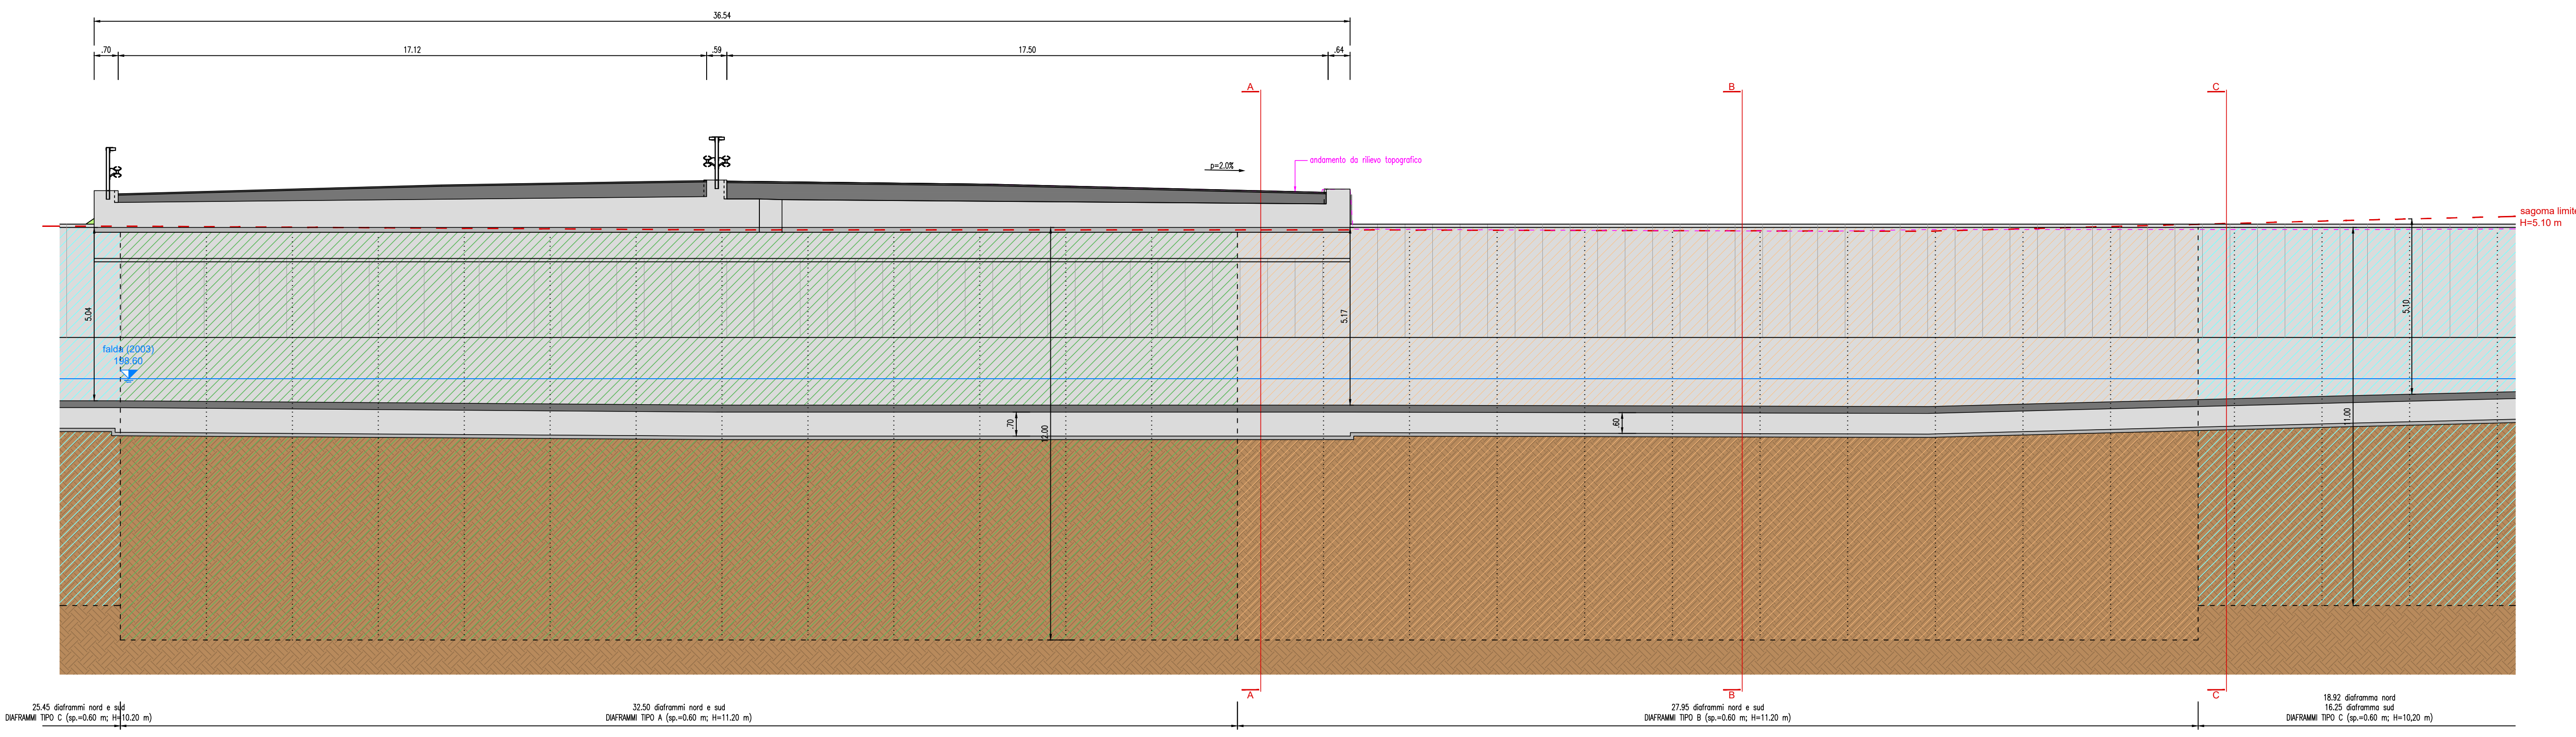 36.54
.70
17.12
.59
17.50
.64
A
B
C
p=2.0%
andamento da rilievo topografico
sagoma limite
H=5.10 m
5.04
5.17
5.10
falda (2003)
198.60
.70
12.00
.60
11.00
A
B
C
25.45 diaframmi nord e sud
DIAFRAMMI TIPO C (sp.=0.60 m; H=10.20 m)
32.50 diaframmi nord e sud
DIAFRAMMI TIPO A (sp.=0.60 m; H=11.20 m)
27.95 diaframmi nord e sud
DIAFRAMMI TIPO B (sp.=0.60 m; H=11.20 m)
18.92 diaframma nord
16.25 diaframma sud
DIAFRAMMI TIPO C (sp.=0.60 m; H=10,20 m)